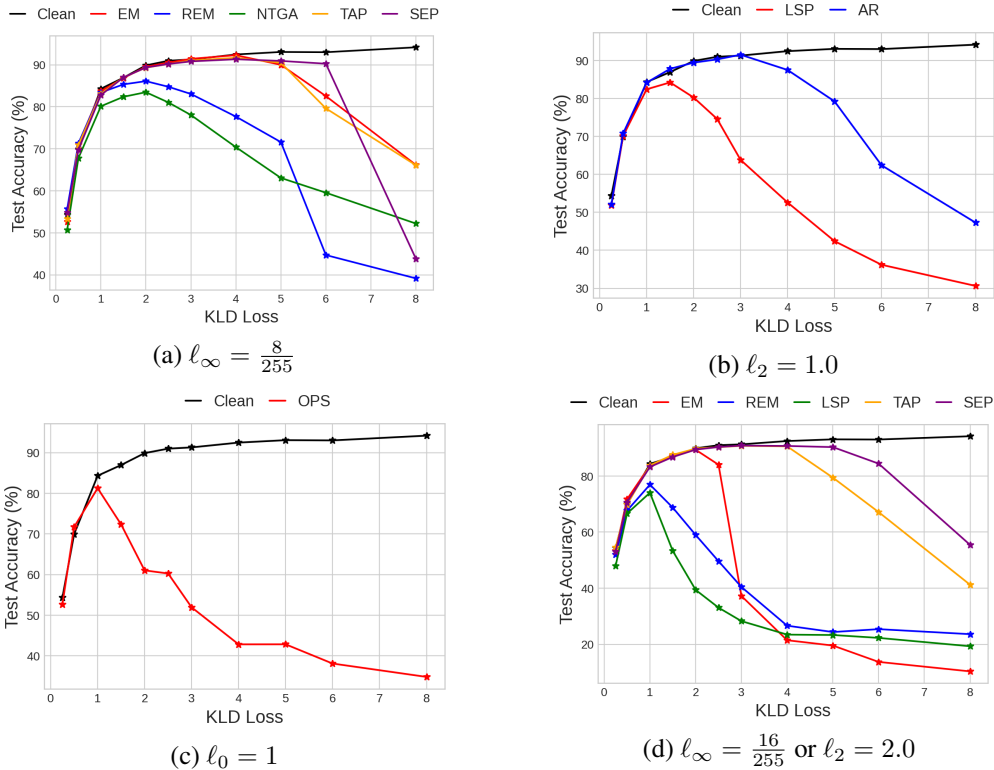 Clean EM REM NTGA TAP SEP
Test Accuracy (%)
90
80
70
60
50
40
0 1 2 3 4 5 6 7 8
KLD Loss
(a) ℓ∞ = 8/255
Clean LSP AR
Test Accuracy (%)
90
80
70
60
50
40
30
0 1 2 3 4 5 6 7 8
KLD Loss
(b) ℓ2 = 1.0
Clean OPS
Test Accuracy (%)
90
80
70
60
50
40
0 1 2 3 4 5 6 7 8
KLD Loss
(c) ℓ0 = 1
Clean EM REM LSP TAP SEP
Test Accuracy (%)
80
60
40
20
0 1 2 3 4 5 6 7 8
KLD Loss
(d) ℓ∞ = 16/255 or ℓ2 = 2.0